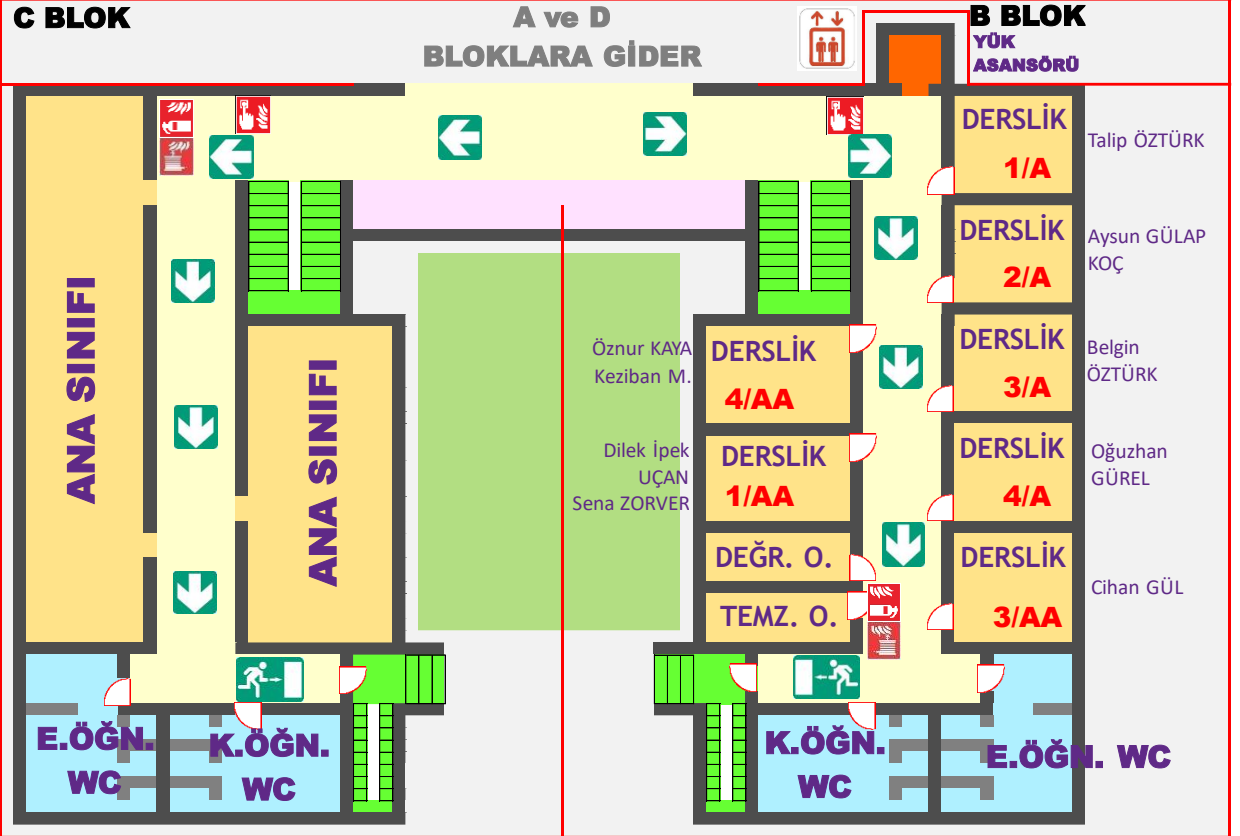 C BLOK
A ve D
BLOKLARA GİDER
B BLOK
YÜK
ASANSÖRÜ
ANA SINIFI
ANA SINIFI
DERSLİK
1/A
Talip ÖZTÜRK
DERSLİK
2/A
Aysun GÜLAP
KOÇ
DERSLİK
3/A
Belgin
ÖZTÜRK
DERSLİK
4/A
Oğuzhan
GÜREL
DERSLİK
3/AA
Cihan GÜL
Öznur KAYA
Keziban M.
DERSLİK
4/AA
Dilek İpek
UÇAN
Sena ZORVER
DERSLİK
1/AA
DEĞR. O.
TEMZ. O.
E.ÖĞN.
WC
K.ÖĞN.
WC
K.ÖĞN.
WC
E.ÖĞN. WC